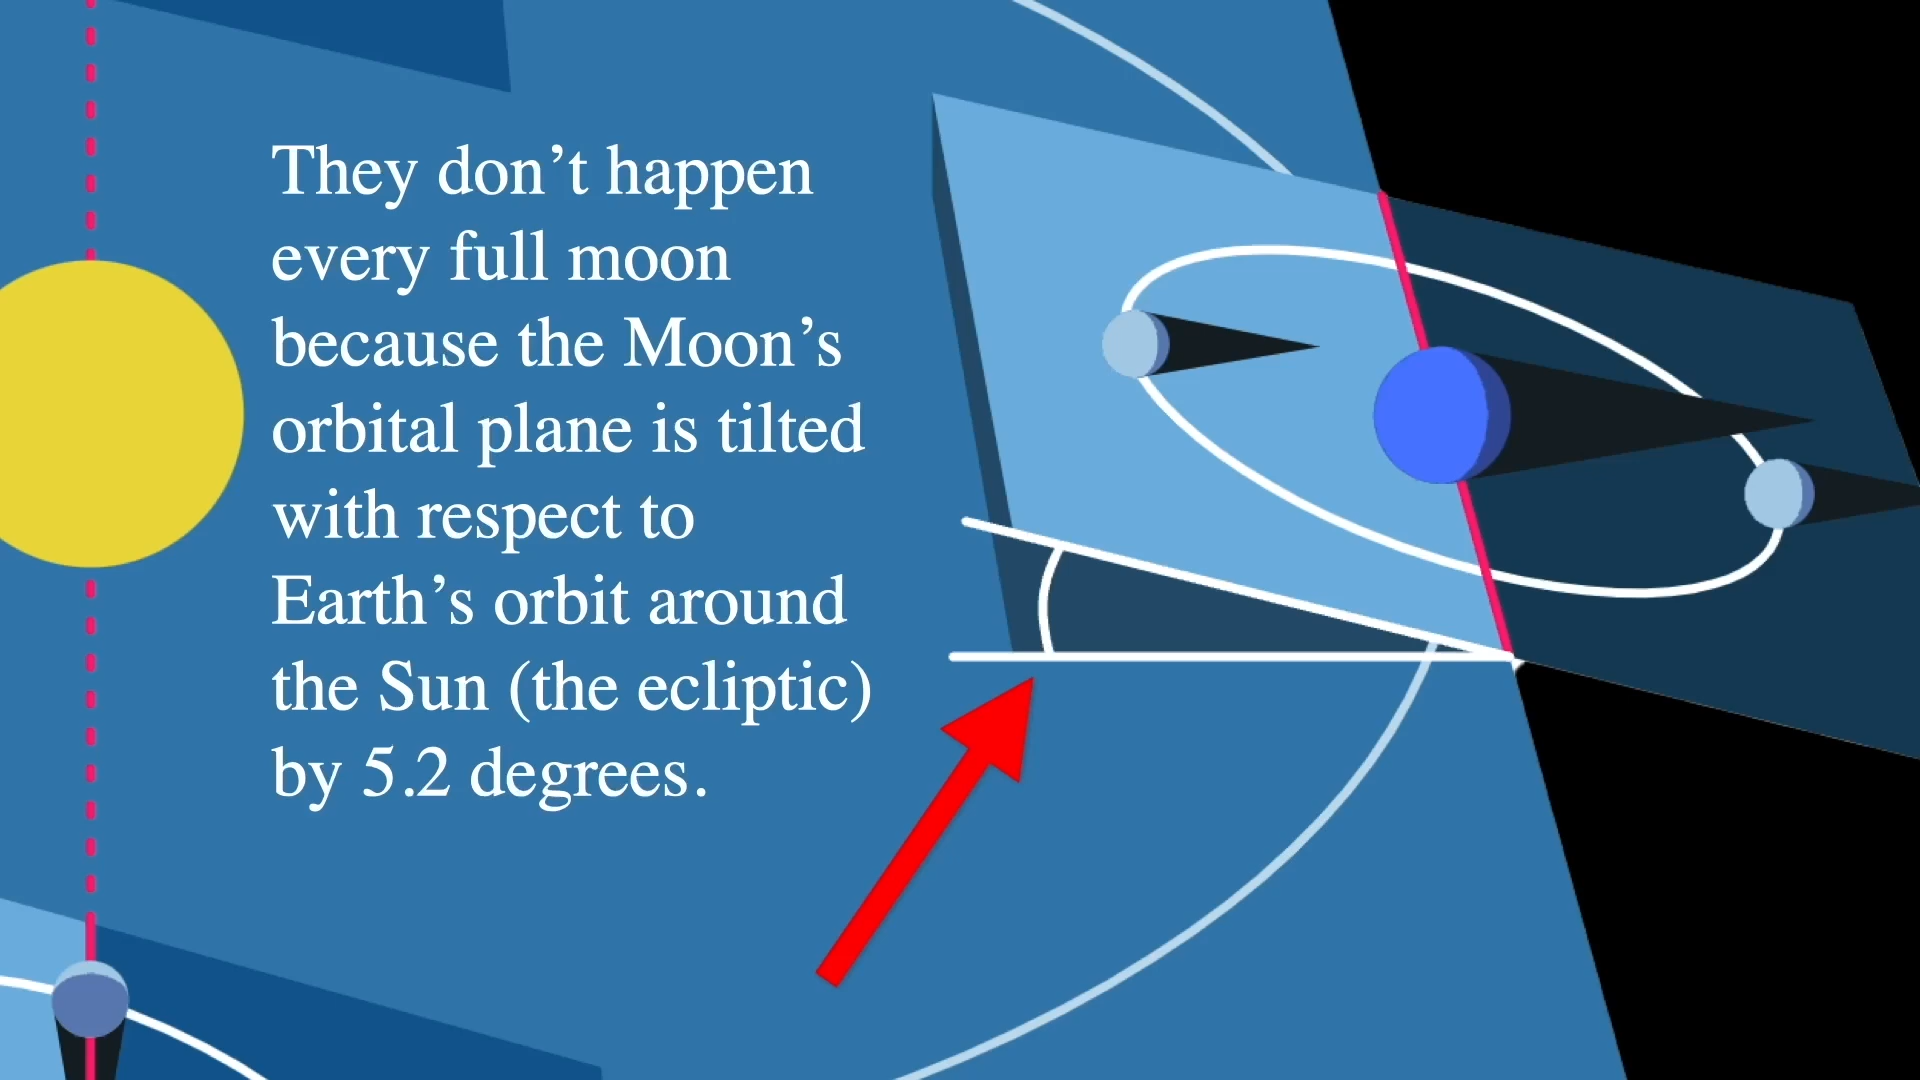 They don’t happen
every full moon
because the Moon’s
orbital plane is tilted
with respect to
Earth’s orbit around
the Sun (the ecliptic)
by 5.2 degrees.